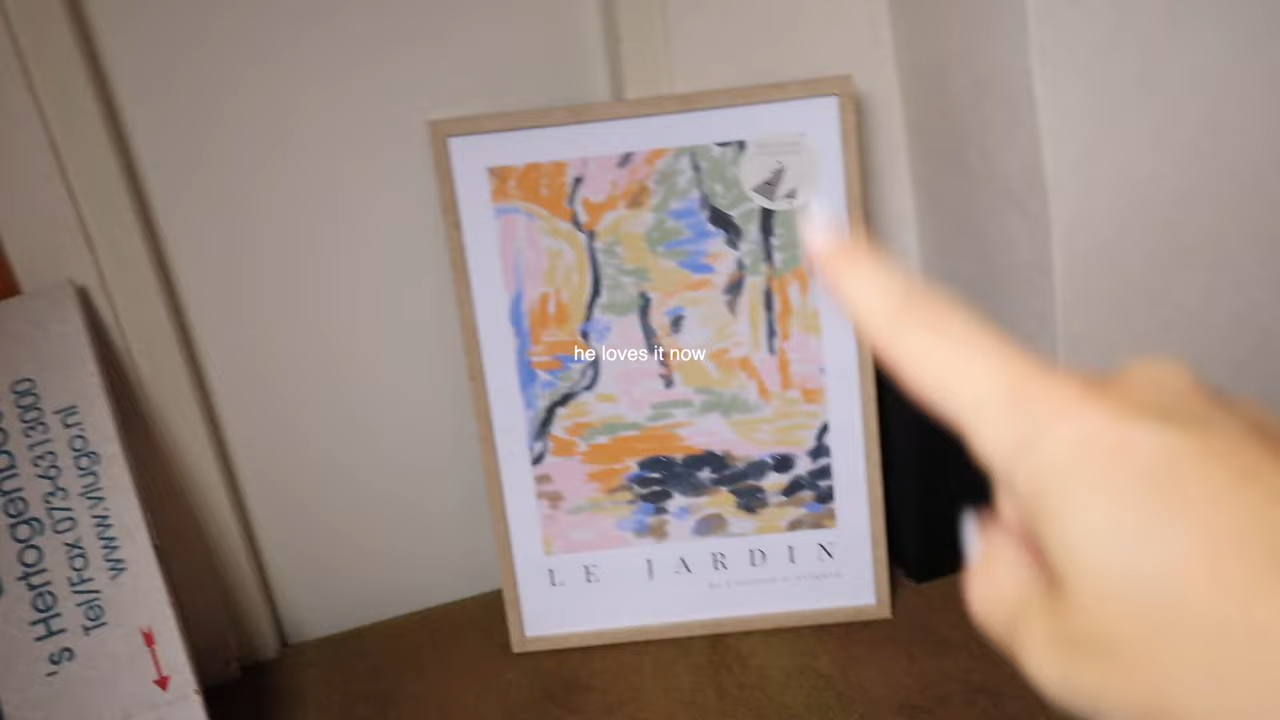 he loves it now
LE JARDIN
's Hertogenbo
Tel/Fax 073-6313000
www.vlugo.nl